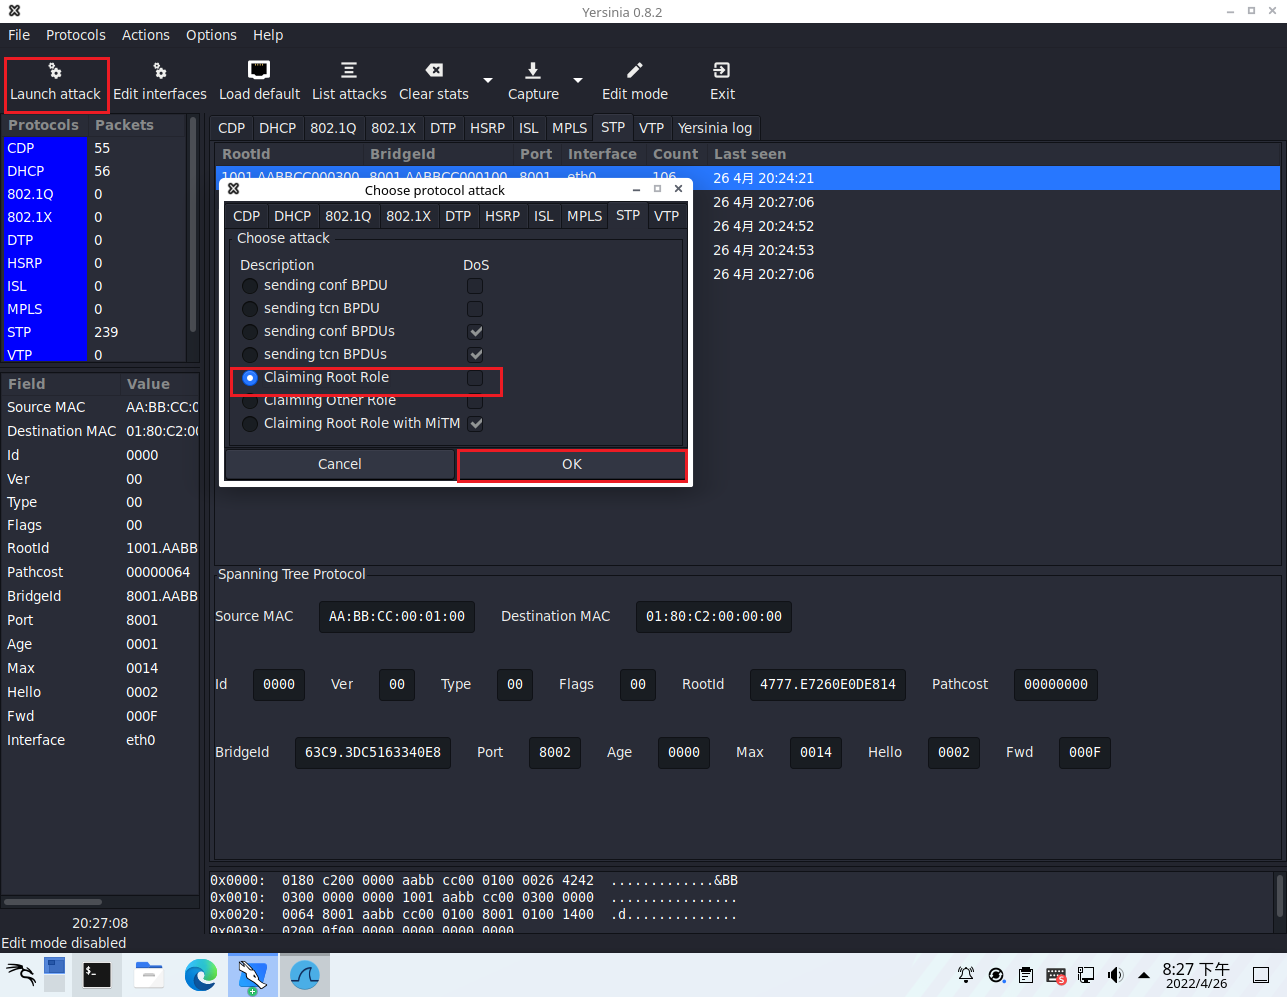 Yersinia 0.8.2
File Protocols Actions Options Help
Launch attack Edit interfaces Load default List attacks Clear stats Capture Edit mode Exit
Protocols Packets
CDP 55
DHCP 56
802.1Q 0
802.1X 0
DTP 0
HSRP 0
ISL 0
MPLS 0
STP 239
VTP 0
CDP DHCP 802.1Q 802.1X DTP HSRP ISL MPLS STP VTP Yersinia log
RootId BridgeId Port Interface Count Last seen
1001.AABBCC000300 8001.AABBCC000100 8001 eth0 106 26 4月 20:24:21
26 4月 20:27:06
26 4月 20:24:52
26 4月 20:24:53
26 4月 20:27:06
Choose protocol attack
CDP DHCP 802.1Q 802.1X DTP HSRP ISL MPLS STP VTP
Choose attack
Description DoS
sending conf BPDU
sending tcn BPDU
sending conf BPDUs
sending tcn BPDUs
Claiming Root Role
Claiming Other Role
Claiming Root Role with MiTM
Cancel OK
Field Value
Source MAC AA:BB:CC:0
Destination MAC 01:80:C2:00
Id 0000
Ver 00
Type 00
Flags 00
RootId 1001.AABB
Pathcost 00000064
BridgeId 8001.AABB
Port 8001
Age 0001
Max 0014
Hello 0002
Fwd 000F
Interface eth0
Spanning Tree Protocol
Source MAC AA:BB:CC:00:01:00 Destination MAC 01:80:C2:00:00:00
Id 0000 Ver 00 Type 00 Flags 00 RootId 4777.E7260E0DE814 Pathcost 00000000
BridgeId 63C9.3DC5163340E8 Port 8002 Age 0000 Max 0014 Hello 0002 Fwd 000F
0x0000: 0180 c200 0000 aabb cc00 0100 0026 4242 .............&BB
0x0010: 0300 0000 0000 1001 aabb cc00 0300 0000 ................
0x0020: 0064 8001 aabb cc00 0100 8001 0100 1400 .d..............
0x0030: 0200 0f00 0000 0000 0000 0000
20:27:08
Edit mode disabled
8:27 下午
2022/4/26